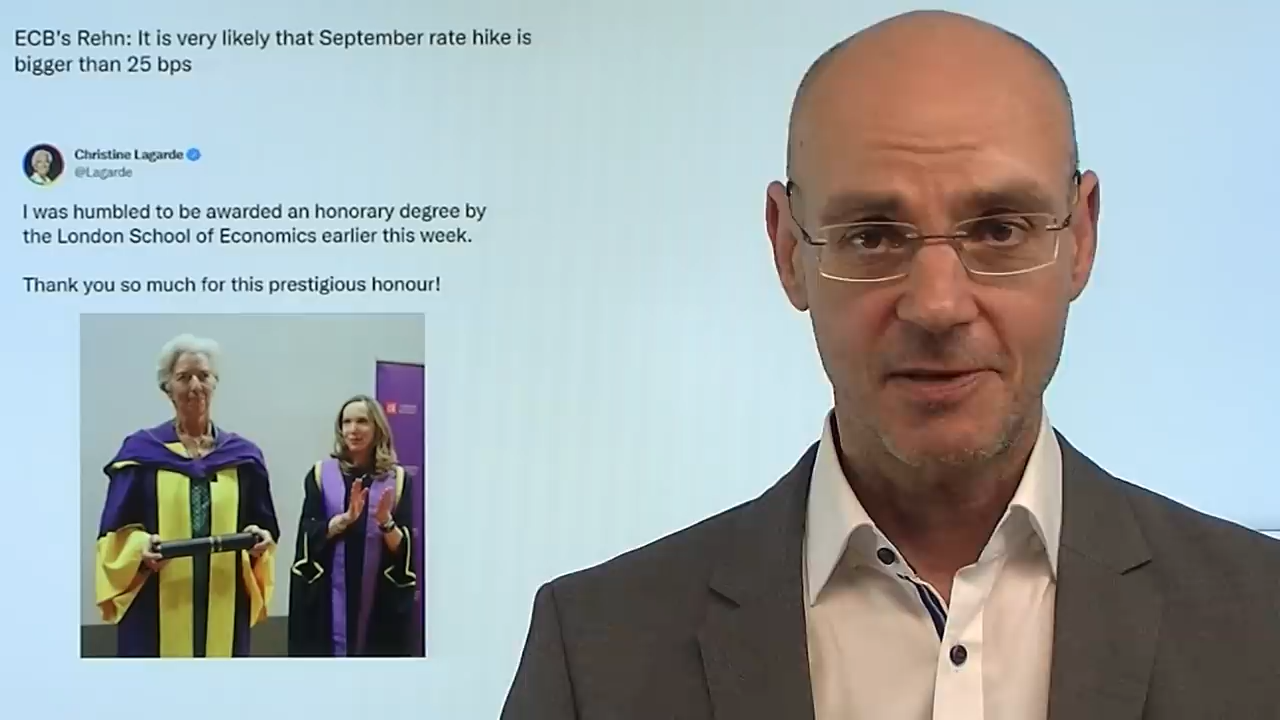 ECB's Rehn: It is very likely that September rate hike is
bigger than 25 bps
Christine Lagarde
@Lagarde
I was humbled to be awarded an honorary degree by
the London School of Economics earlier this week.
Thank you so much for this prestigious honour!